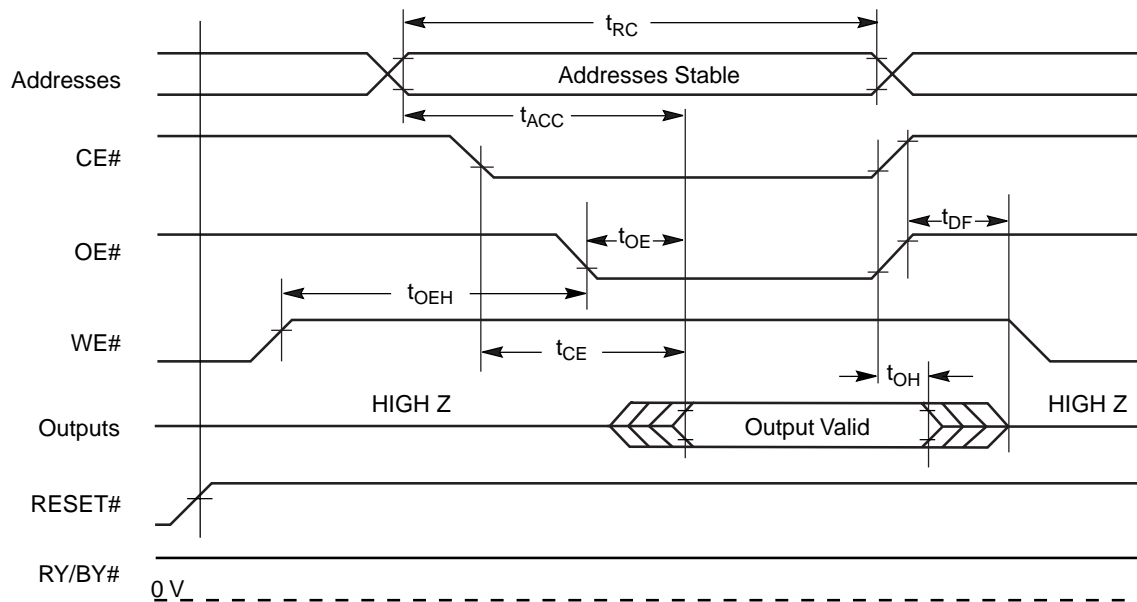 tRC
Addresses
Addresses Stable
tACC
CE#
tDF
tOE
OE#
tOEH
WE#
tCE
tOH
HIGH Z
HIGH Z
Outputs
Output Valid
RESET#
RY/BY#
0 V